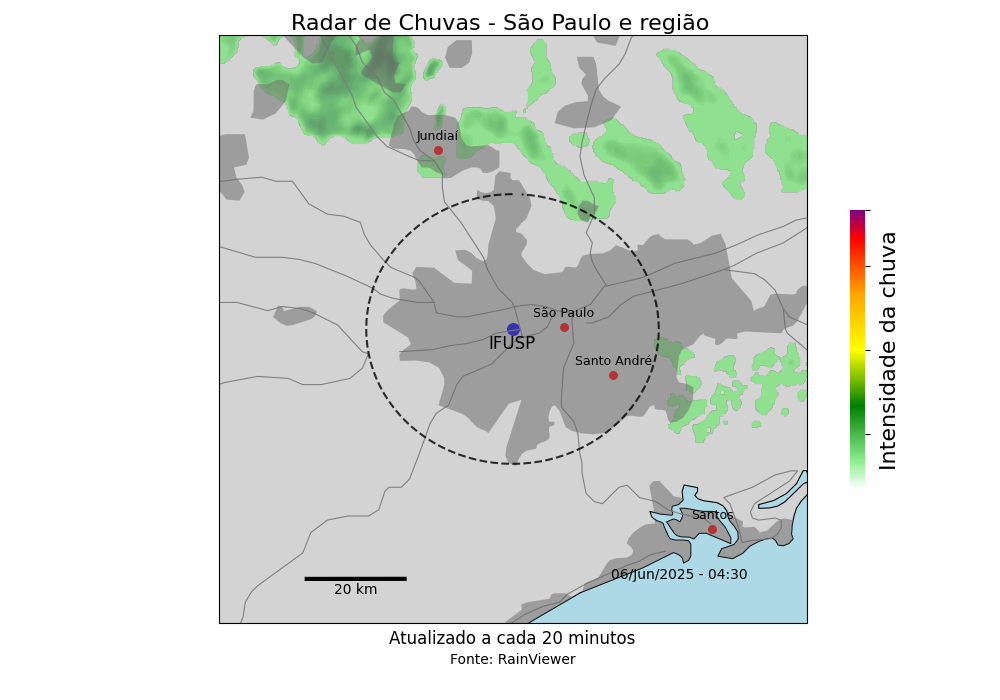 Radar de Chuvas - São Paulo e região
Jundiaí
São Paulo
IFUSP
Santo André
Intensidade da chuva
Santos
06/Jun/2025 - 04:30
20 km
Atualizado a cada 20 minutos
Fonte: RainViewer